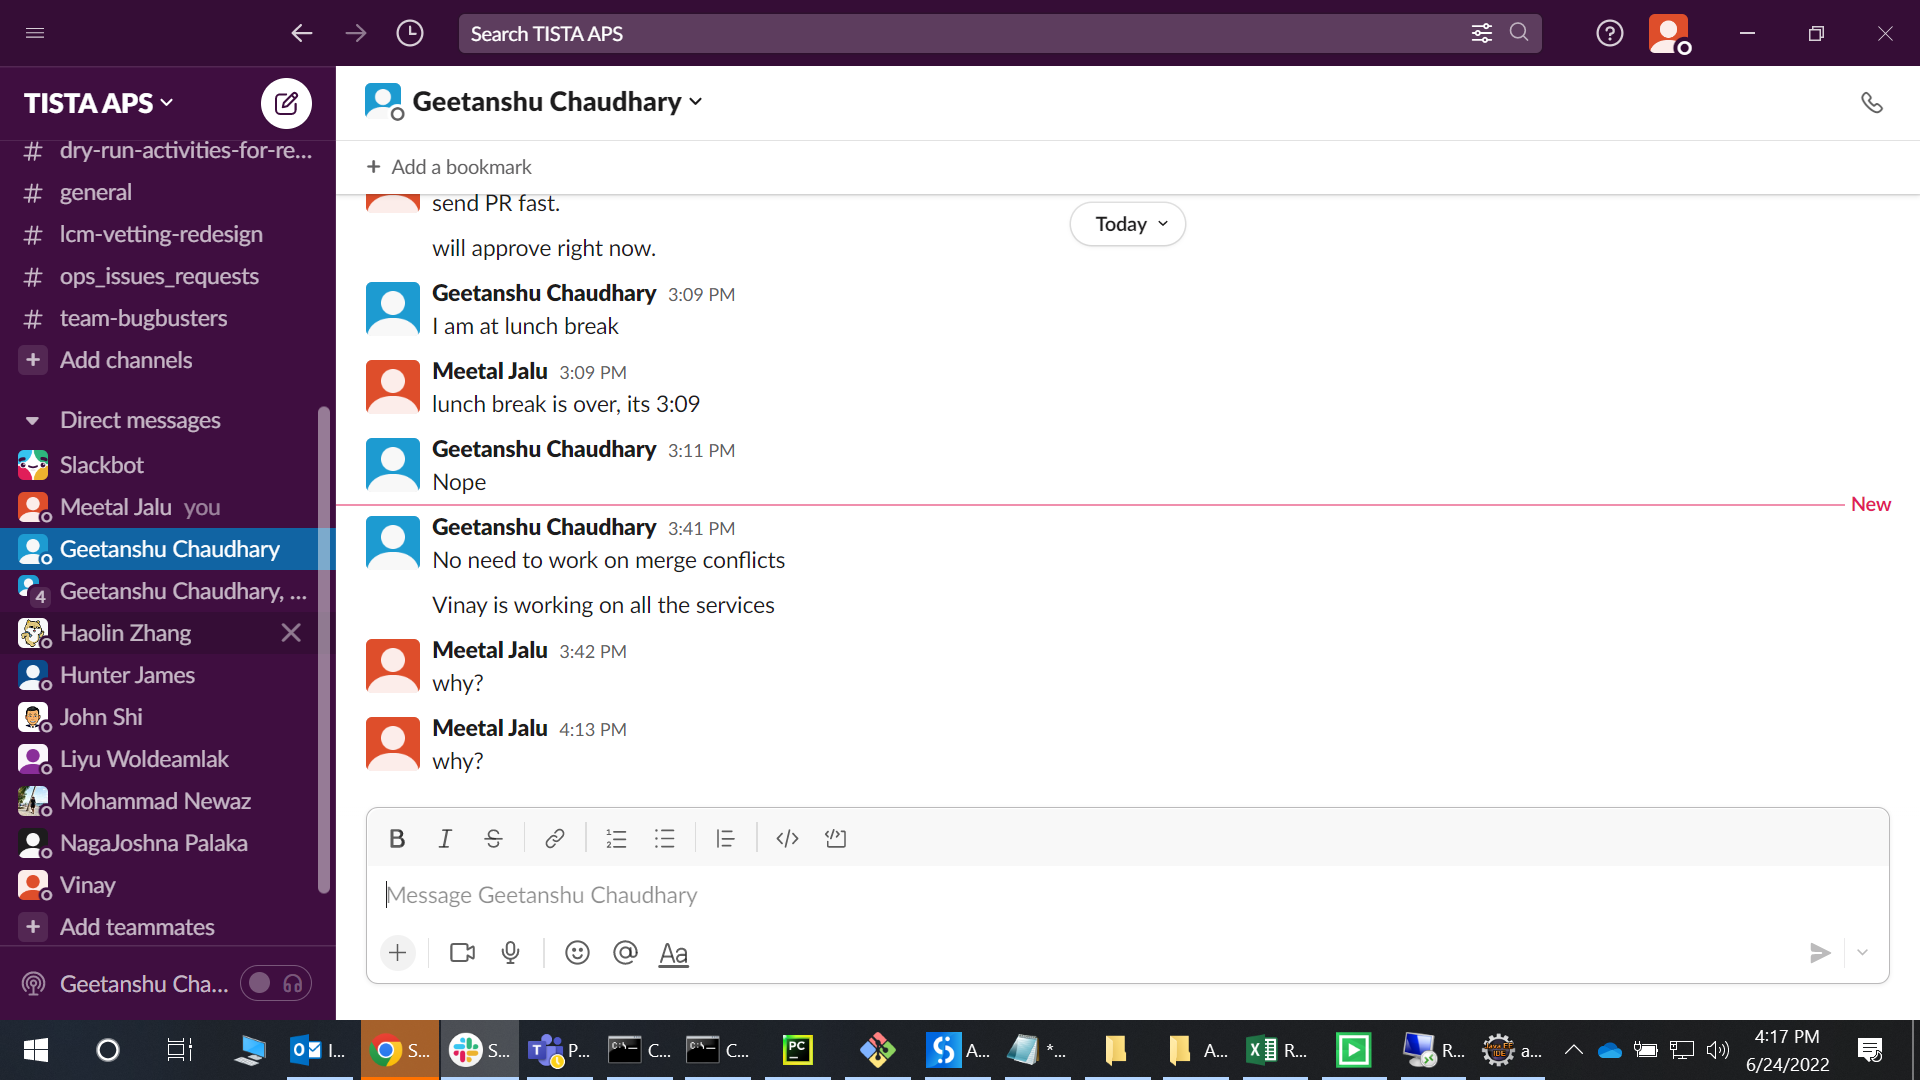 Search TISTA APS
TISTA APS
# dry-run-activities-for-re...
# general
# lcm-vetting-redesign
# ops_issues_requests
# team-bugbusters
+ Add channels
Direct messages
Slackbot
Meetal Jalu you
Geetanshu Chaudhary
4 Geetanshu Chaudhary, ...
Haolin Zhang
Hunter James
John Shi
Liyu Woldeamlak
Mohammad Newaz
NagaJoshna Palaka
Vinay
+ Add teammates
Geetanshu Cha...
Geetanshu Chaudhary
+ Add a bookmark
send PR fast.
Today
will approve right now.
Geetanshu Chaudhary 3:09 PM
I am at lunch break
Meetal Jalu 3:09 PM
lunch break is over, its 3:09
Geetanshu Chaudhary 3:11 PM
Nope
New
Geetanshu Chaudhary 3:41 PM
No need to work on merge conflicts
Vinay is working on all the services
Meetal Jalu 3:42 PM
why?
Meetal Jalu 4:13 PM
why?
B I S
Message Geetanshu Chaudhary
Aa
I... S... S... P... C... C... A... *... A... R... R... a...
4:17 PM
6/24/2022